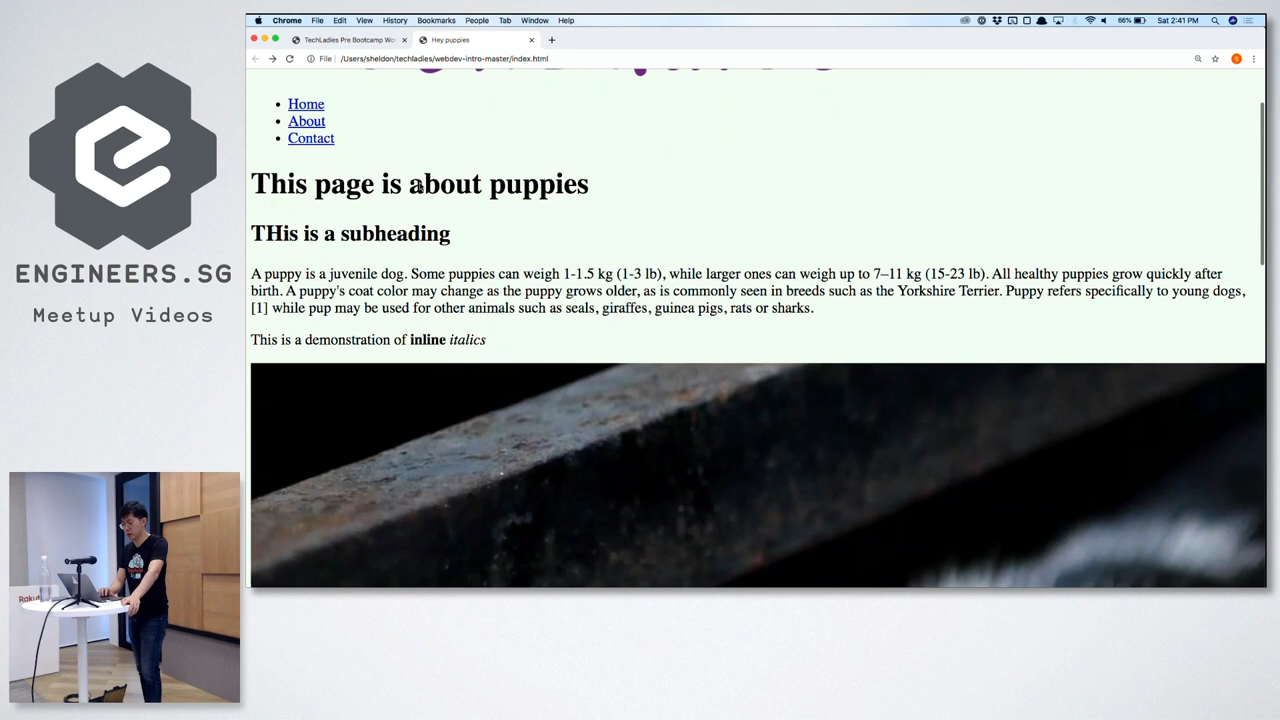 Chrome File Edit View History Bookmarks People Tab Window Help 66% Sat 2:41 PM
TechLadies Pre Bootcamp Wor Hey puppies
File /Users/sheldon/techladies/webdev-intro-master/index.html
S
Home
About
Contact
This page is about puppies
THis is a subheading
A puppy is a juvenile dog. Some puppies can weigh 1-1.5 kg (1-3 lb), while larger ones can weigh up to 7–11 kg (15-23 lb). All healthy puppies grow quickly after
birth. A puppy's coat color may change as the puppy grows older, as is commonly seen in breeds such as the Yorkshire Terrier. Puppy refers specifically to young dogs,
[1] while pup may be used for other animals such as seals, giraffes, guinea pigs, rats or sharks.
This is a demonstration of inline italics
ENGINEERS.SG
Meetup Videos
Rakut